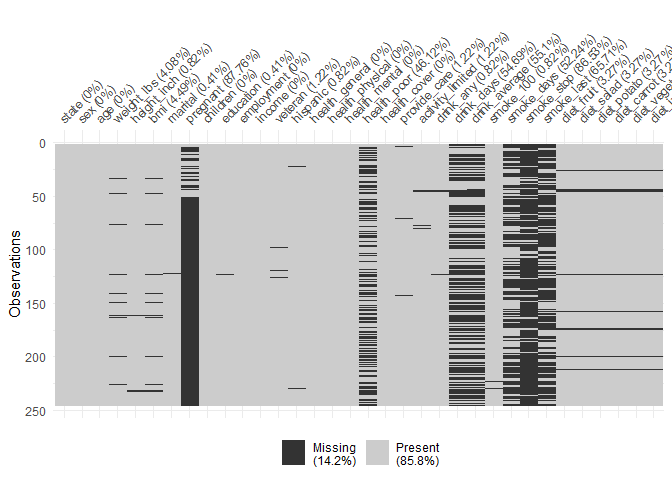 state (0%)
sex (0%)
age (0%)
weight_lbs (4.08%)
height_inch (0.82%)
bmi (4.49%)
marital (0.41%)
pregnant (87.76%)
children (0%)
education (0.41%)
employment (0%)
income (0%)
veteran (1.22%)
hispanic (0.82%)
health_general (0%)
health_physical (0%)
health_mental (0%)
health_poor (46.12%)
health_cover (0%)
provide_care (1.22%)
activity_limited (1.22%)
drink_any (0.82%)
drink_days (54.69%)
drink_average (55.1%)
smoke_100 (0.82%)
smoke_days (52.24%)
smoke_stop (86.53%)
smoke_last (65.71%)
diet_fruit (3.27%)
diet_salad (3.27%)
diet_potato (3.27%
diet_carrot (3.2
diet_veget
diet_
0
50
100
150
200
250
Observations
Missing
(14.2%)
Present
(85.8%)